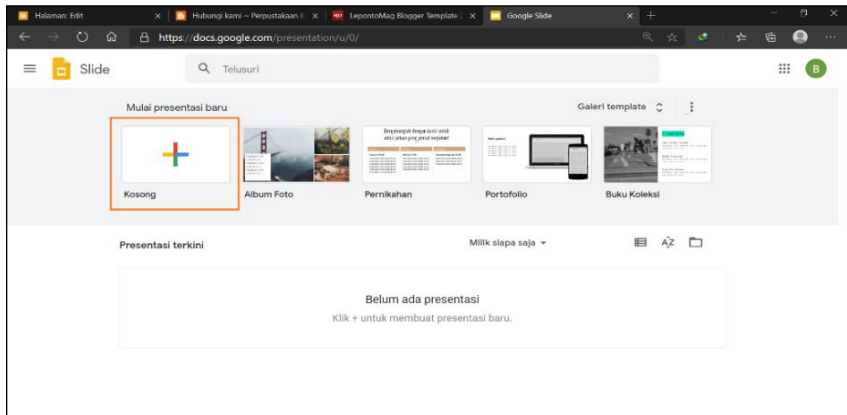 Halaman: Edit
Hubungi kami ~ Perpustakaan
LepontoMag Blogger Template
Google Slide
https://docs.google.com/presentation/u/0/
Slide
Telusuri
B
Mulai presentasi baru
Galeri template
Kosong
Album Foto
Pernikahan
Portofolio
Buku Koleksi
Presentasi terkini
Milik siapa saja
AZ
Belum ada presentasi
Klik + untuk membuat presentasi baru.